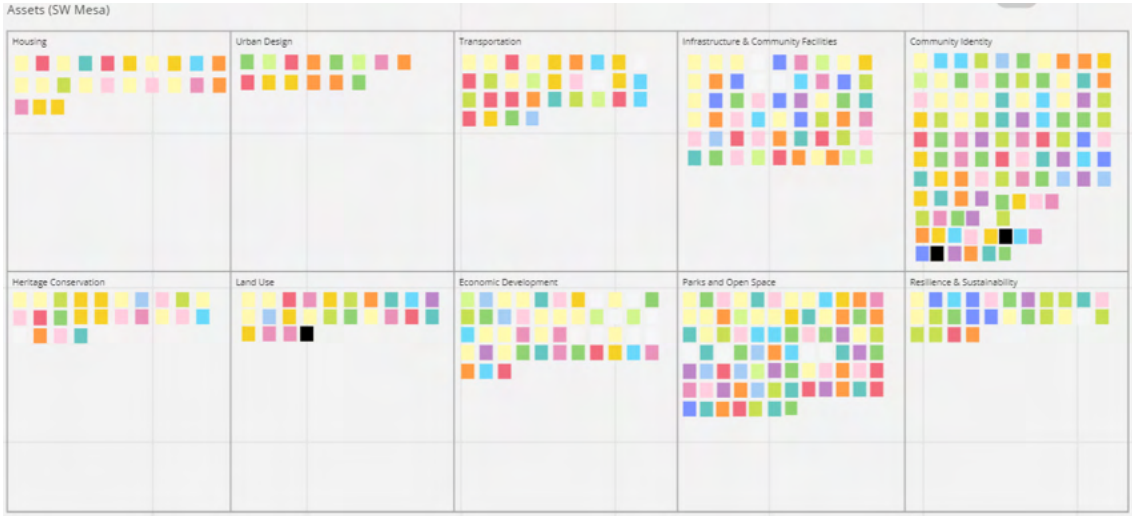 Assets (SW Mesa)
Housing
Urban Design
Transportation
Infrastructure & Community Facilities
Community Identity
Heritage Conservation
Land Use
Economic Development
Parks and Open Space
Resilience & Sustainability